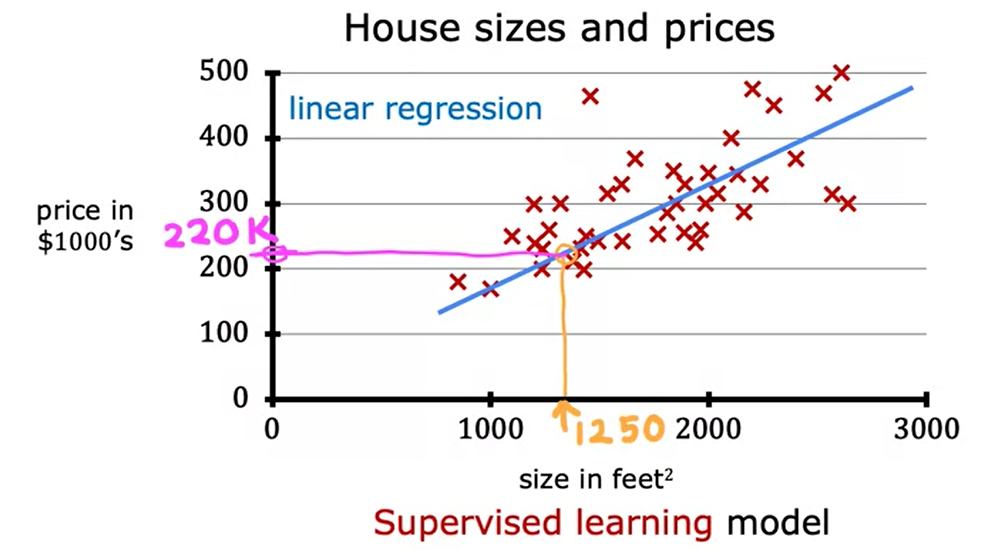 House sizes and prices
500
linear regression
400
300
price in
$1000's
220K
200
100
0
0 1000 1250 2000 3000
size in feet²
Supervised learning model